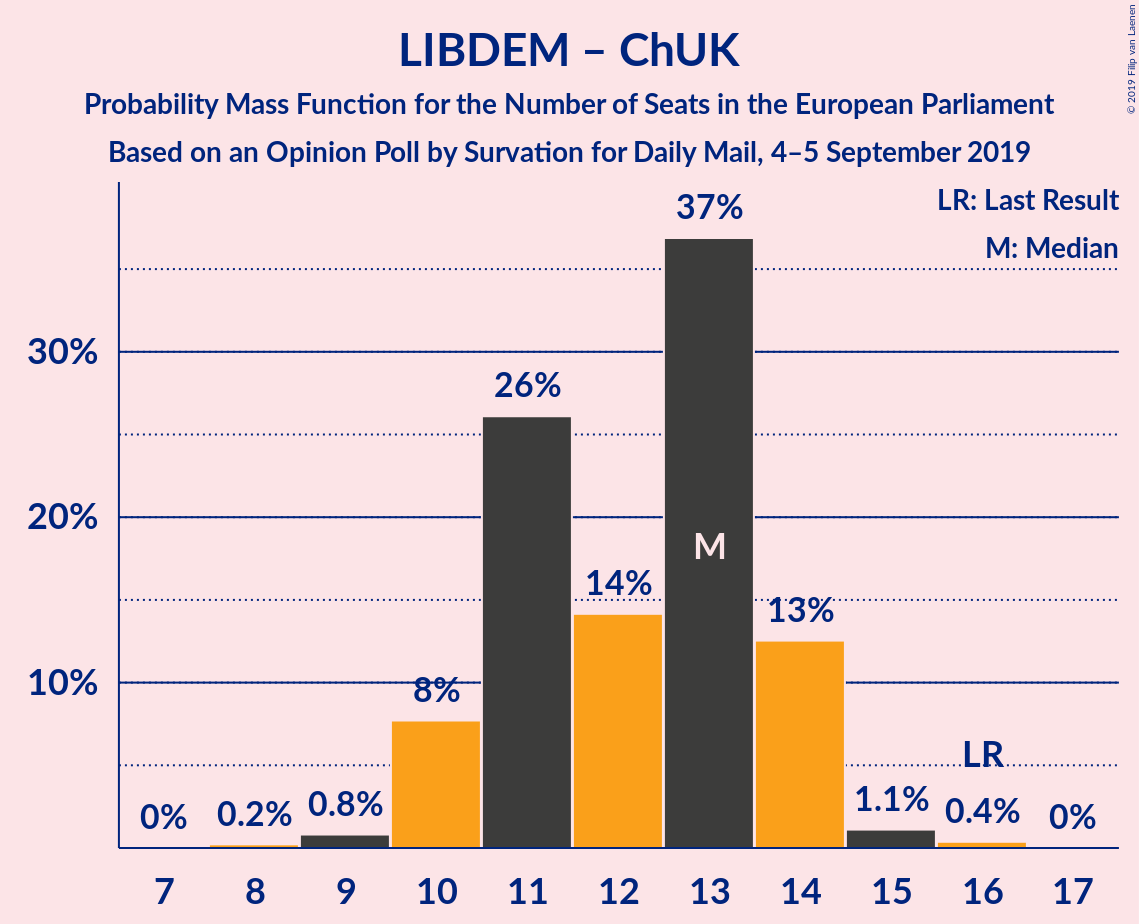 LIBDEM – ChUK
Probability Mass Function for the Number of Seats in the European Parliament
Based on an Opinion Poll by Survation for Daily Mail, 4–5 September 2019
© 2019 Filip van Laenen
LR: Last Result
M: Median
37%
30%
26%
20%
M
14%
13%
10%
8%
LR
0%
0.2%
0.8%
1.1%
0.4%
0%
7 8 9 10 11 12 13 14 15 16 17